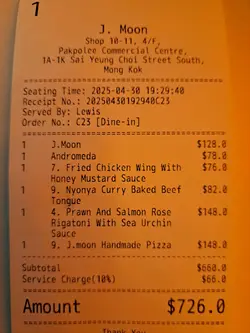 1
J. Moon
Shop 10-11, 4/F,
Pakpolee Commercial Centre,
1A-1K Sai Yeung Choi Street South,
Mong Kok
Seating Time: 2025-04-30 19:29:40
Receipt No.: 20250430192940C23
Served By: Lewis
Order No.: C23 [Dine-in]
1 J.Moon $128.0
1 Andromeda $78.0
1 7. Fried Chicken Wing With $76.0
Honey Mustard Sauce
1 9. Nyonya Curry Baked Beef $82.0
Tongue
1 4. Prawn And Salmon Rose $148.0
Rigatoni With Sea Urchin
Sauce
1 9. J.moon Handmade Pizza $148.0
Subtotal $660.0
Service Charge(10%) $66.0
Amount $726.0
Thank You